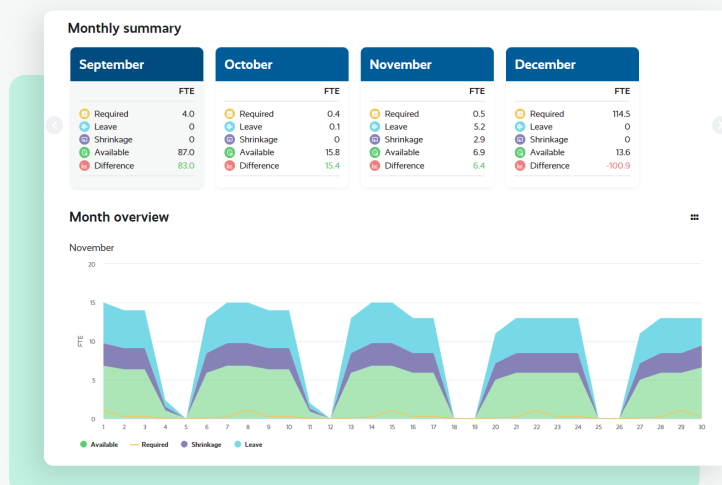 Monthly summary
September October November December
FTE FTE FTE FTE
Required 4.0 Required 0.4 Required 0.5 Required 114.5
Leave 0 Leave 0.1 Leave 5.2 Leave 0
Shrinkage 0 Shrinkage 0 Shrinkage 2.9 Shrinkage 0
Available 87.0 Available 15.8 Available 6.9 Available 13.6
Difference 83.0 Difference 15.4 Difference 6.4 Difference -100.9
Month overview
November
20
15
10
5
0
FTE
1 2 3 4 5 6 7 8 9 10 11 12 13 14 15 16 17 18 19 20 21 22 23 24 25 26 27 28 29 30
Available Required Shrinkage Leave